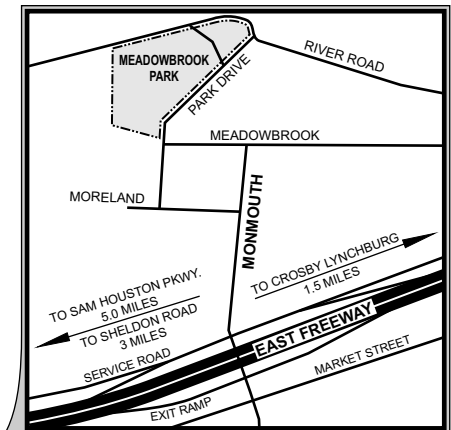 MEADOWBROOK
PARK
RIVER ROAD
PARK DRIVE
MEADOWBROOK
MORELAND
MONMOUTH
TO CROSBY LYNCHBURG
1.5 MILES
TO SAM HOUSTON PKWY.
5.0 MILES
TO SHELDON ROAD
3 MILES
SERVICE ROAD
EAST FREEWAY
MARKET STREET
EXIT RAMP